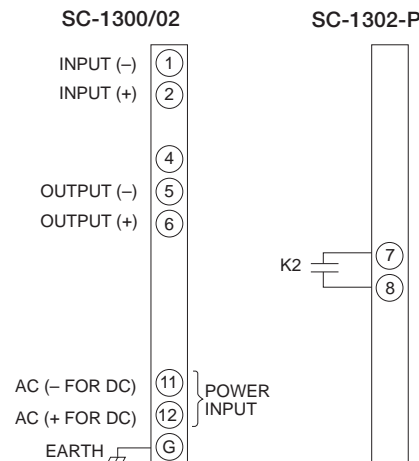 SC-1300/02
INPUT (–) 1
INPUT (+) 2
4
OUTPUT (–) 5
OUTPUT (+) 6
AC (– FOR DC) 11
AC (+ FOR DC) 12
POWER
INPUT
EARTH G
SC-1302-P
K2
7
8